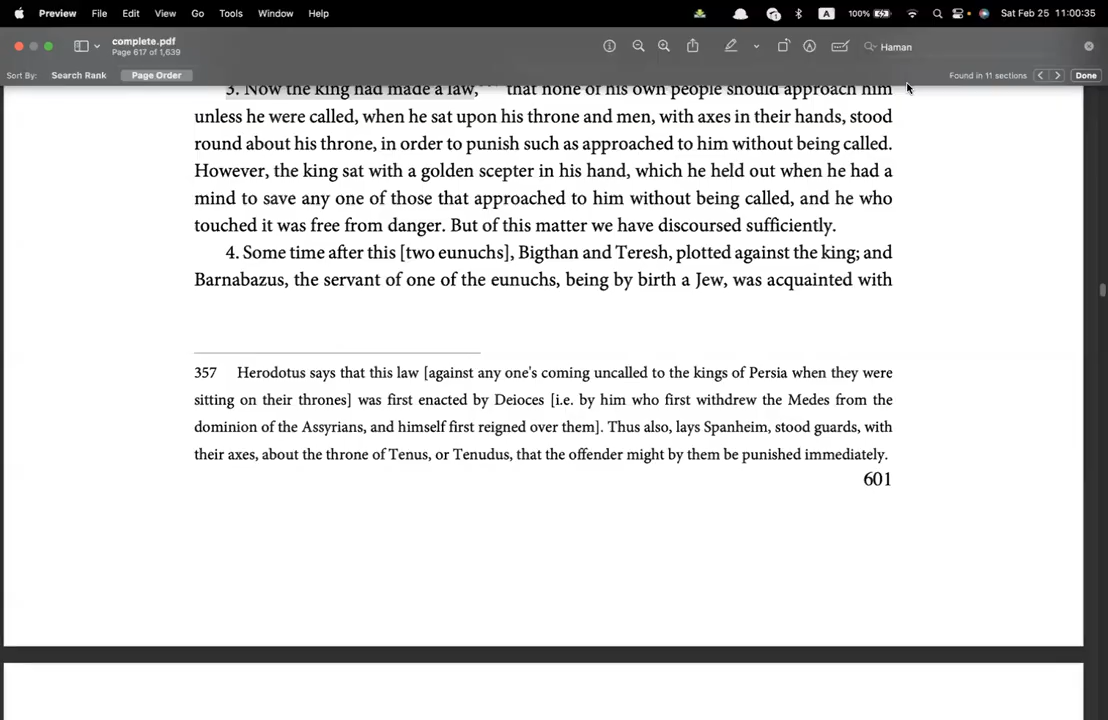 Preview File Edit View Go Tools Window Help A 100% Sat Feb 25 11:00:35
complete.pdf
Page 617 of 1,639
Haman
Sort By: Search Rank Page Order Found in 11 sections Done
3. Now the king had made a law, that none of his own people should approach him
unless he were called, when he sat upon his throne and men, with axes in their hands, stood
round about his throne, in order to punish such as approached to him without being called.
However, the king sat with a golden scepter in his hand, which he held out when he had a
mind to save any one of those that approached to him without being called, and he who
touched it was free from danger. But of this matter we have discoursed sufficiently.
4. Some time after this [two eunuchs], Bigthan and Teresh, plotted against the king; and
Barnabazus, the servant of one of the eunuchs, being by birth a Jew, was acquainted with
357 Herodotus says that this law [against any one's coming uncalled to the kings of Persia when they were
sitting on their thrones] was first enacted by Deioces [i.e. by him who first withdrew the Medes from the
dominion of the Assyrians, and himself first reigned over them]. Thus also, lays Spanheim, stood guards, with
their axes, about the throne of Tenus, or Tenudus, that the offender might by them be punished immediately.
601